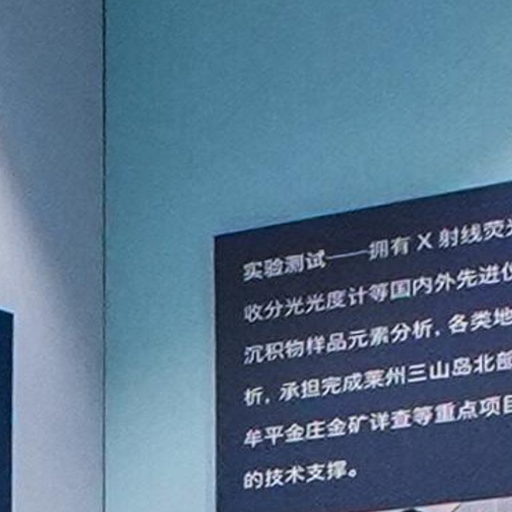 实验测试——拥有 X 射线荧光
收分光光度计等国内外先进仪
沉积物样品元素分析，各类地
析，承担完成莱州三山岛北部
牟平金庄金矿详查等重点项目
的技术支撑。